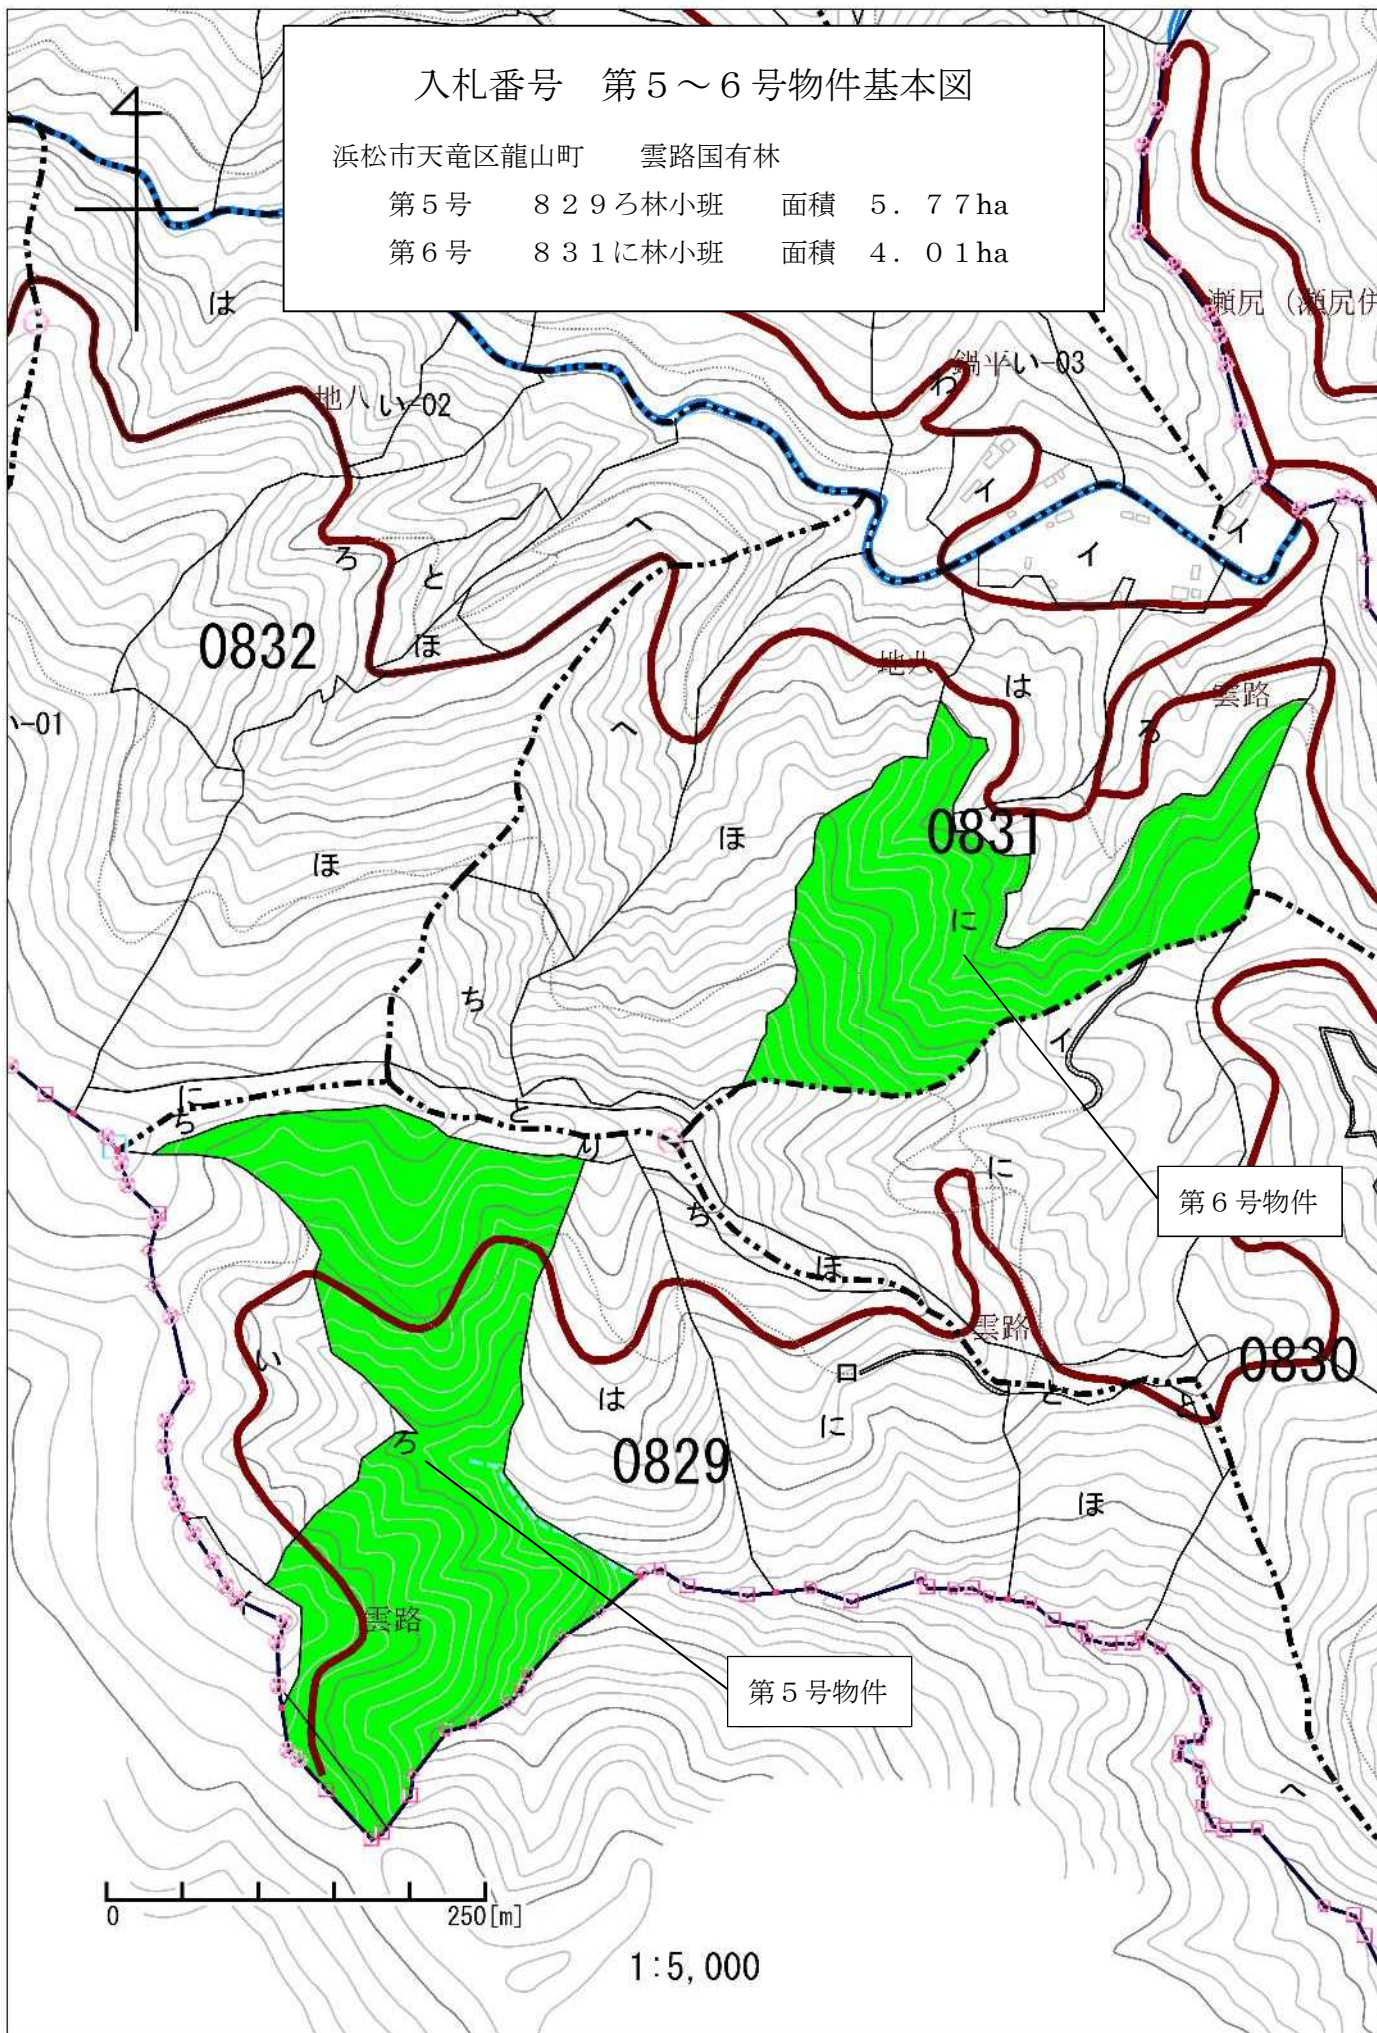 入札番号　第５～６号物件基本図
浜松市天竜区龍山町　　雲路国有林
第５号　　８２９ろ林小班　　面積　５．７７ha
第６号　　８３１に林小班　　面積　４．０１ha
は
瀬尻（瀬尻併
鍋平い-03
わ
地八い-02
イ
イ
へ
イ
ろ
と
0832
ほ
地八
は
雲路
い-01
へ
ろ
0831
ほ
ほ
に
ち
イ
に
と
ち
り
に
第６号物件
ち
ほ
雲路
0830
い
ロ
は
と
と
に
ろ
0829
ほ
イ
雲路
第５号物件
へ
0
250[m]
1:5,000